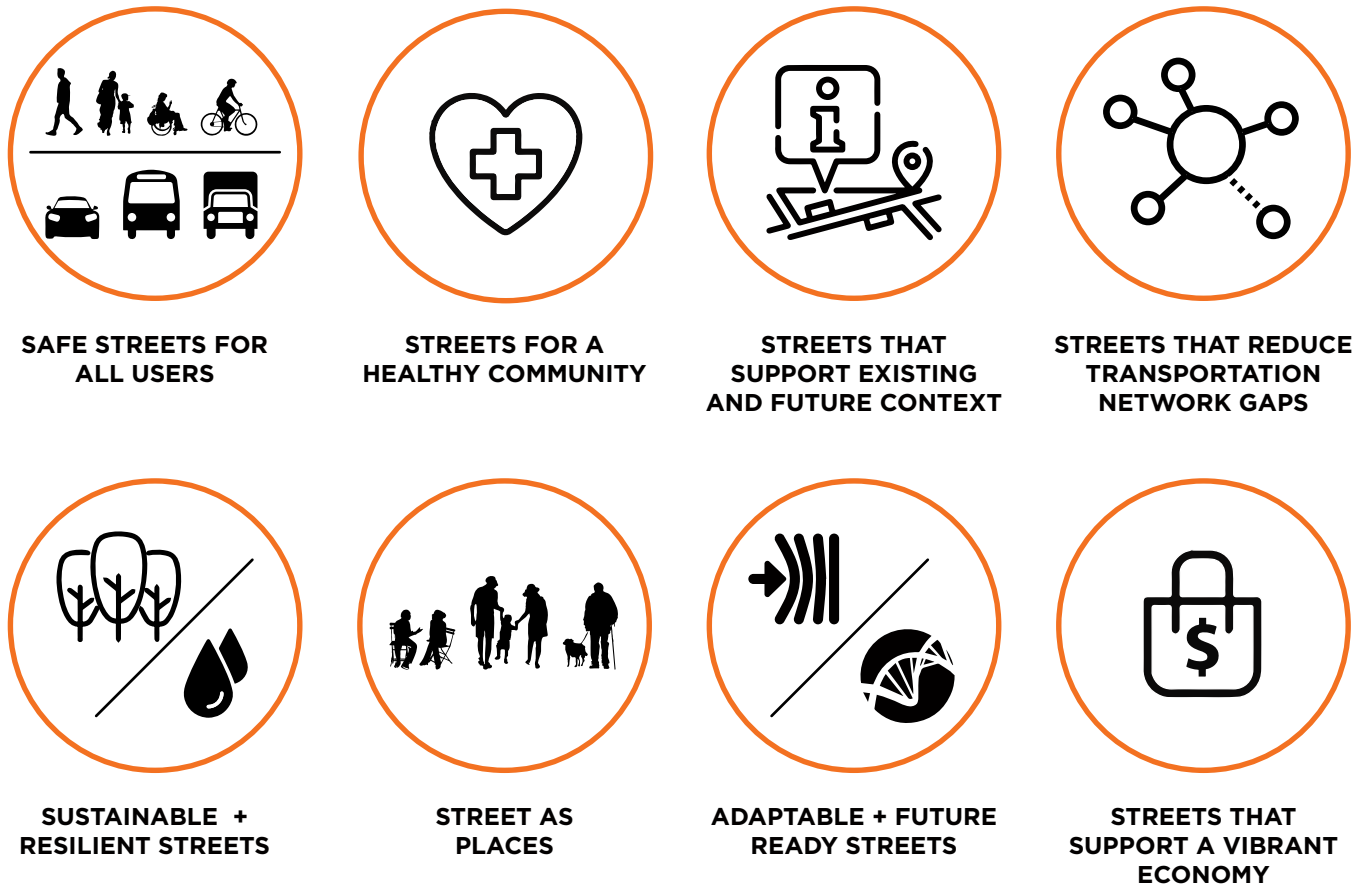 SAFE STREETS FOR
ALL USERS
STREETS FOR A
HEALTHY COMMUNITY
i
STREETS THAT
SUPPORT EXISTING
AND FUTURE CONTEXT
STREETS THAT REDUCE
TRANSPORTATION
NETWORK GAPS
SUSTAINABLE +
RESILIENT STREETS
STREET AS
PLACES
ADAPTABLE + FUTURE
READY STREETS
$
STREETS THAT
SUPPORT A VIBRANT
ECONOMY